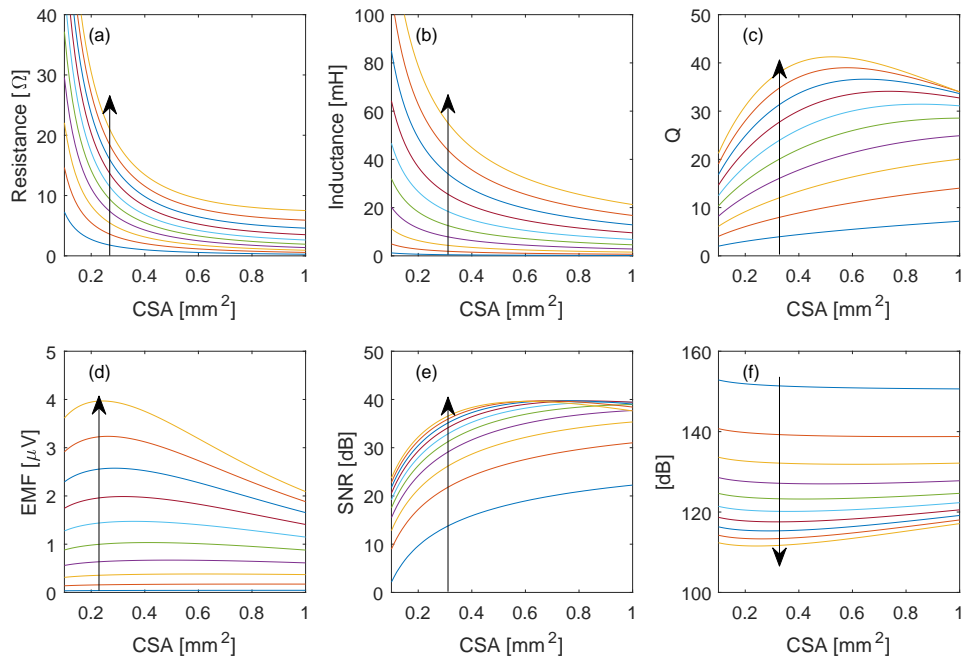 (a)
Resistance [Ω]
40
30
20
10
0
0.2 0.4 0.6 0.8 1
CSA [mm²]
(b)
Inductance [mH]
100
80
60
40
20
0
0.2 0.4 0.6 0.8 1
CSA [mm²]
(c)
Q
50
40
30
20
10
0
0.2 0.4 0.6 0.8 1
CSA [mm²]
(d)
EMF [μ V]
5
4
3
2
1
0
0.2 0.4 0.6 0.8 1
CSA [mm²]
(e)
SNR [dB]
50
40
30
20
10
0
0.2 0.4 0.6 0.8 1
CSA [mm²]
(f)
[dB]
160
140
120
100
0.2 0.4 0.6 0.8 1
CSA [mm²]